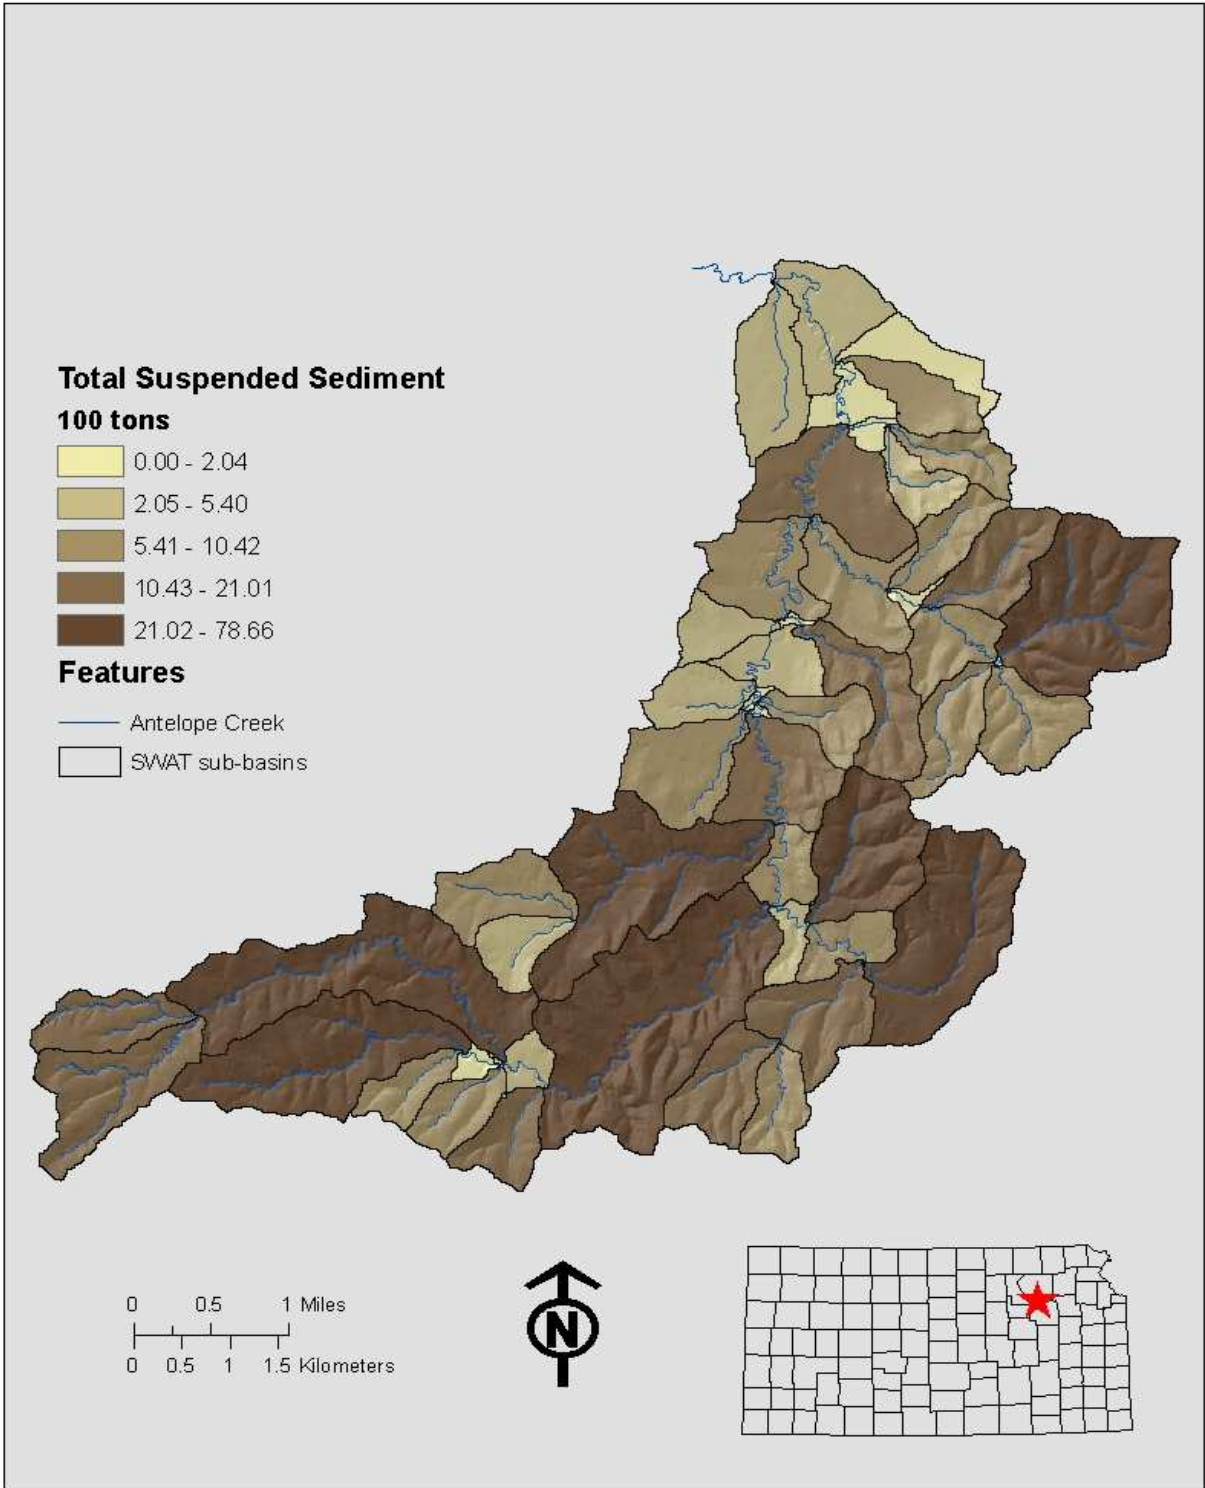 Total Suspended Sediment
100 tons
0.00 - 2.04
2.05 - 5.40
5.41 - 10.42
10.43 - 21.01
21.02 - 78.66
Features
Antelope Creek
SWAT sub-basins
0 0.5 1 Miles
0 0.5 1 1.5 Kilometers
N